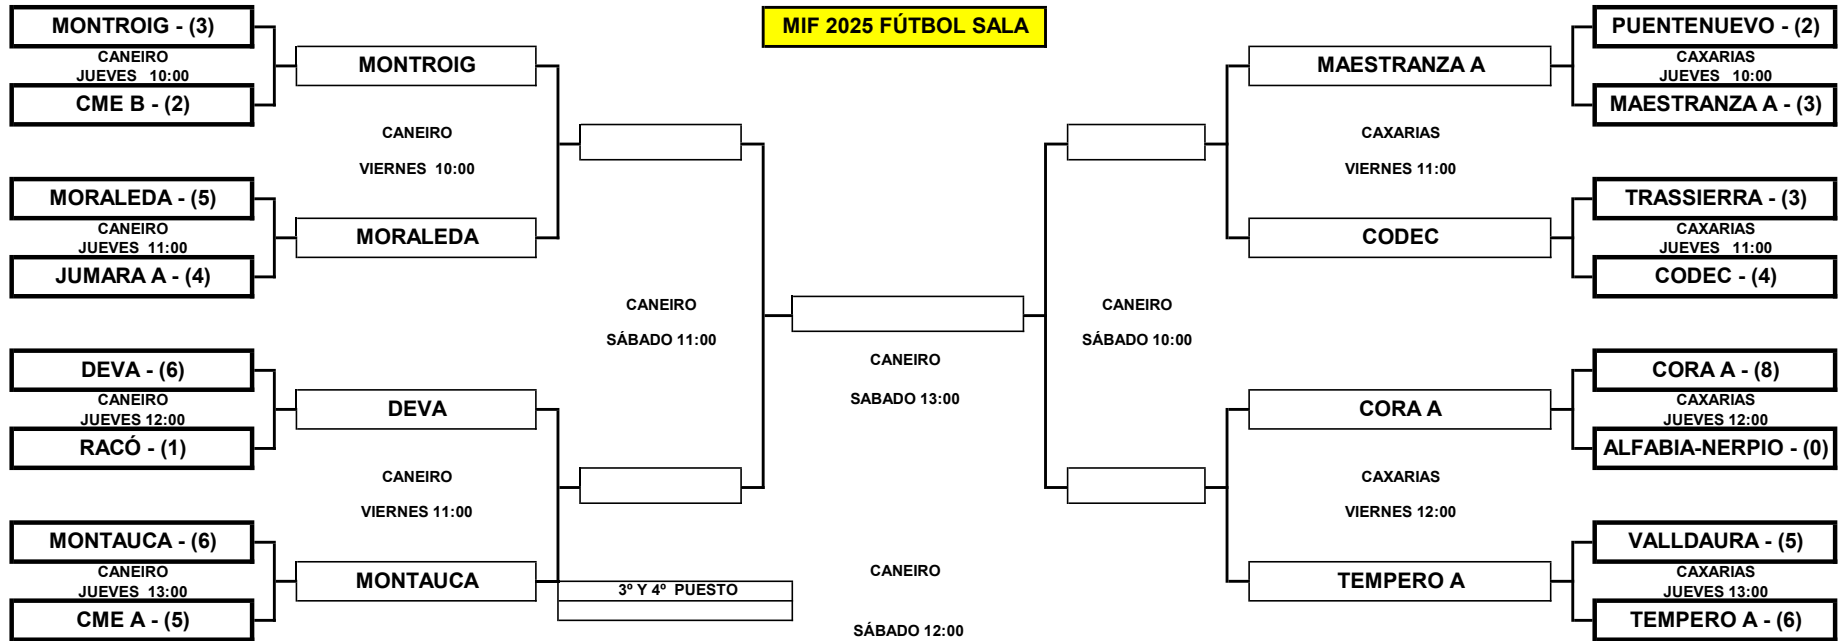 MIF 2025 FÚTBOL SALA
MONTROIG - (3)
CANEIRO
JUEVES 10:00
CME B - (2)
MONTROIG
CANEIRO
VIERNES 10:00
MORALEDA - (5)
CANEIRO
JUEVES 11:00
JUMARA A - (4)
MORALEDA
CANEIRO
SÁBADO 11:00
DEVA - (6)
CANEIRO
JUEVES 12:00
RACÓ - (1)
DEVA
CANEIRO
VIERNES 11:00
MONTAUCA - (6)
CANEIRO
JUEVES 13:00
CME A - (5)
MONTAUCA
3º Y 4º PUESTO
CANEIRO
SÁBADO 12:00
CANEIRO
SABADO 13:00
PUENTENUEVO - (2)
CAXARIAS
JUEVES 10:00
MAESTRANZA A - (3)
MAESTRANZA A
CAXARIAS
VIERNES 11:00
TRASSIERRA - (3)
CAXARIAS
JUEVES 11:00
CODEC - (4)
CODEC
CANEIRO
SÁBADO 10:00
CORA A - (8)
CAXARIAS
JUEVES 12:00
ALFABIA-NERPIO - (0)
CORA A
CAXARIAS
VIERNES 12:00
VALLDAURA - (5)
CAXARIAS
JUEVES 13:00
TEMPERO A - (6)
TEMPERO A